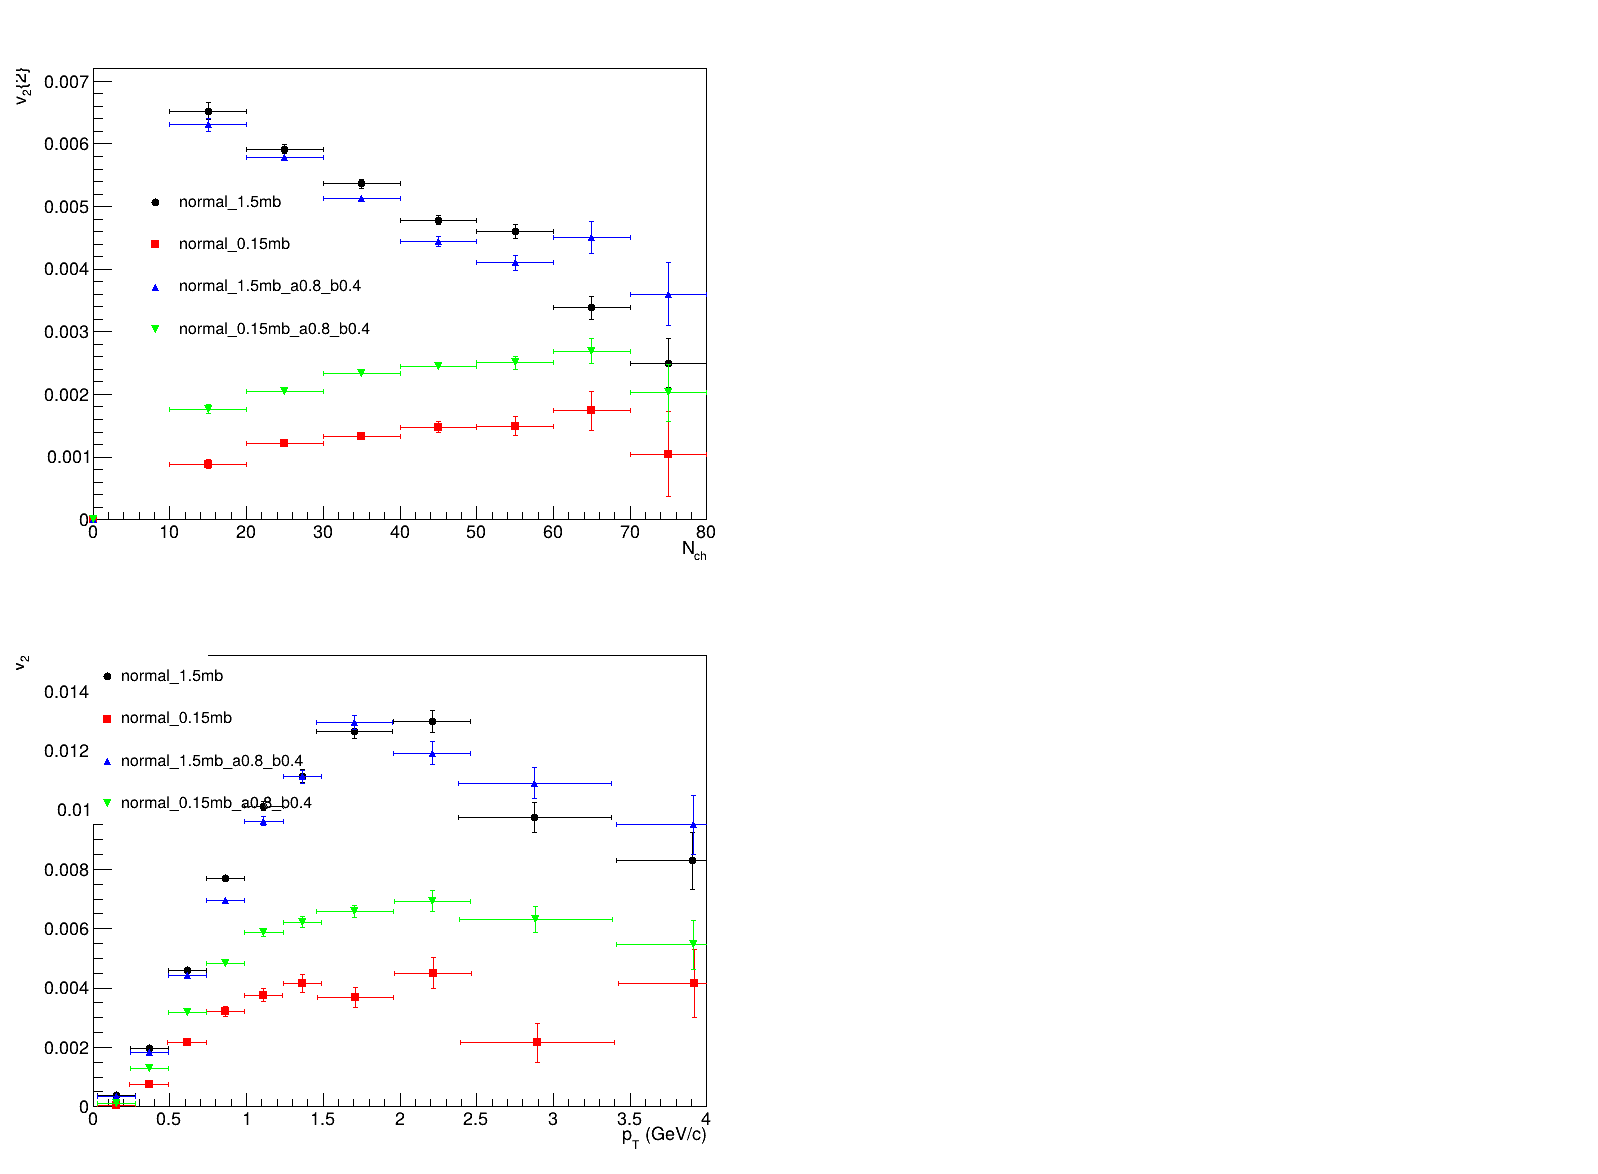 v2{2}
0.007
0.006
0.005
0.004
0.003
0.002
0.001
0
normal_1.5mb
normal_0.15mb
normal_1.5mb_a0.8_b0.4
normal_0.15mb_a0.8_b0.4
0 10 20 30 40 50 60 70 80
Nch
v2
0.014
0.012
0.01
0.008
0.006
0.004
0.002
0
normal_1.5mb
normal_0.15mb
normal_1.5mb_a0.8_b0.4
normal_0.15mb_a0.8_b0.4
0 0.5 1 1.5 2 2.5 3 3.5 4
pT (GeV/c)